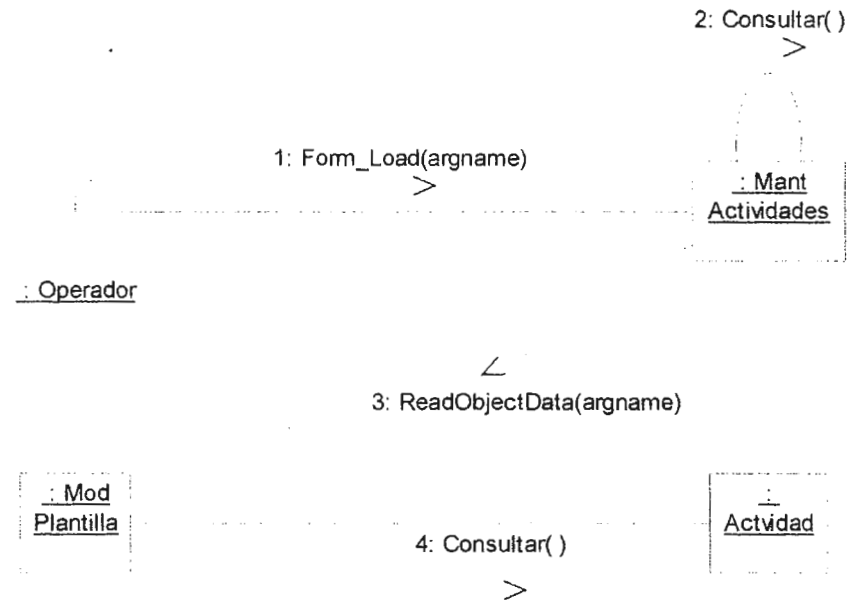 2: Consultar( )
1: Form_Load(argname)
: Mant
Actividades
: Operador
3: ReadObjectData(argname)
: Mod
Plantilla
:
Actvidad
4: Consultar( )